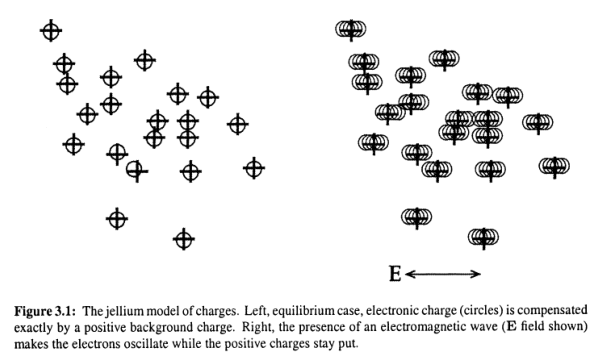 E
Figure 3.1: The jellium model of charges. Left, equilibrium case, electronic charge (circles) is compensated
exactly by a positive background charge. Right, the presence of an electromagnetic wave (E field shown)
makes the electrons oscillate while the positive charges stay put.